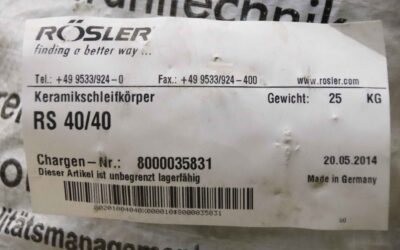 RÖSLER
finding a better way ...
Tel.: +49 9533/924-0 Fax.: +49 9533/924-400 www.rosler.com
Keramikschleifkörper Gewicht: 25 KG
RS 40/40
Chargen-Nr.: 8000035831 20.05.2014
Dieser Artikel ist unbegrenzt lagerfähig Made in Germany